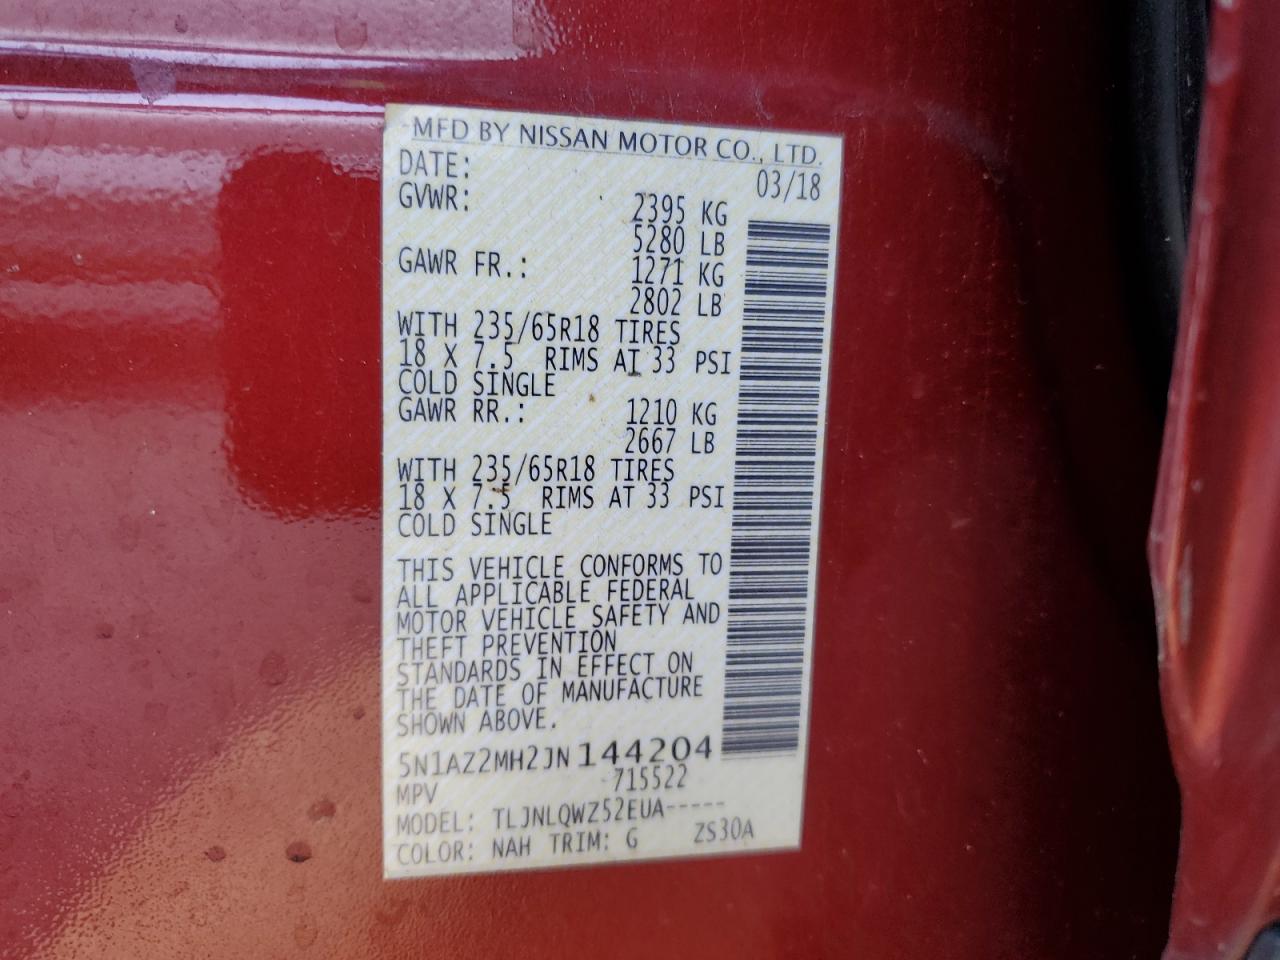 MFD BY NISSAN MOTOR CO., LTD.
DATE: 03/18
GVWR: 2395 KG
5280 LB
GAWR FR.: 1271 KG
2802 LB
WITH 235/65R18 TIRES
18 X 7.5 RIMS AT 33 PSI
COLD SINGLE
GAWR RR.: 1210 KG
2667 LB
WITH 235/65R18 TIRES
18 X 7.5 RIMS AT 33 PSI
COLD SINGLE
THIS VEHICLE CONFORMS TO
ALL APPLICABLE FEDERAL
MOTOR VEHICLE SAFETY AND
THEFT PREVENTION
STANDARDS IN EFFECT ON
THE DATE OF MANUFACTURE
SHOWN ABOVE.
5N1AZ2MH2JN144204
MPV 715522
MODEL: TLJNLQWZ52EUA-----
COLOR: NAH TRIM: G ZS30A